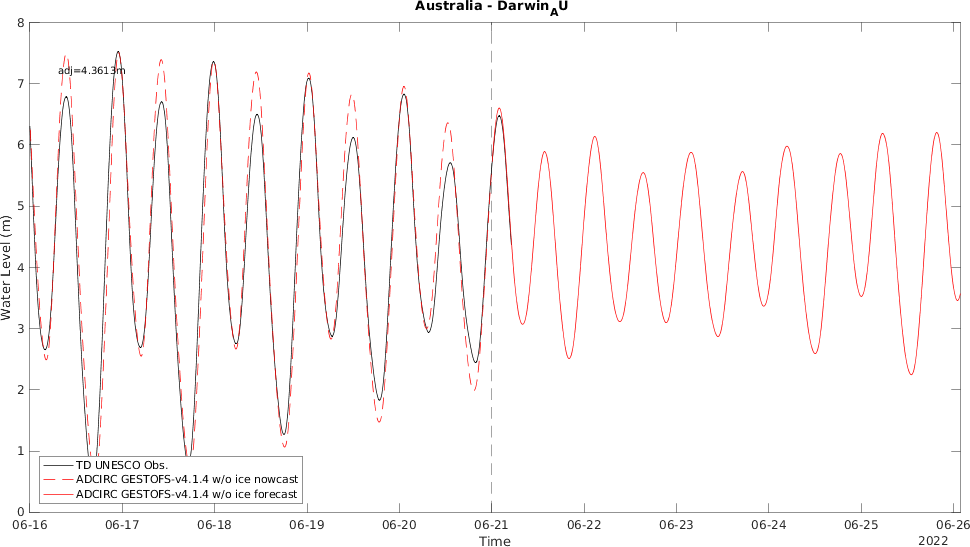 Australia - DarwinAU
8
adj=4.3613m
7
6
5
4
3
2
1
0
Water Level (m)
TD UNESCO Obs.
ADCIRC GESTOFS-v4.1.4 w/o ice nowcast
ADCIRC GESTOFS-v4.1.4 w/o ice forecast
06-16 06-17 06-18 06-19 06-20 06-21 06-22 06-23 06-24 06-25 06-26
Time
2022